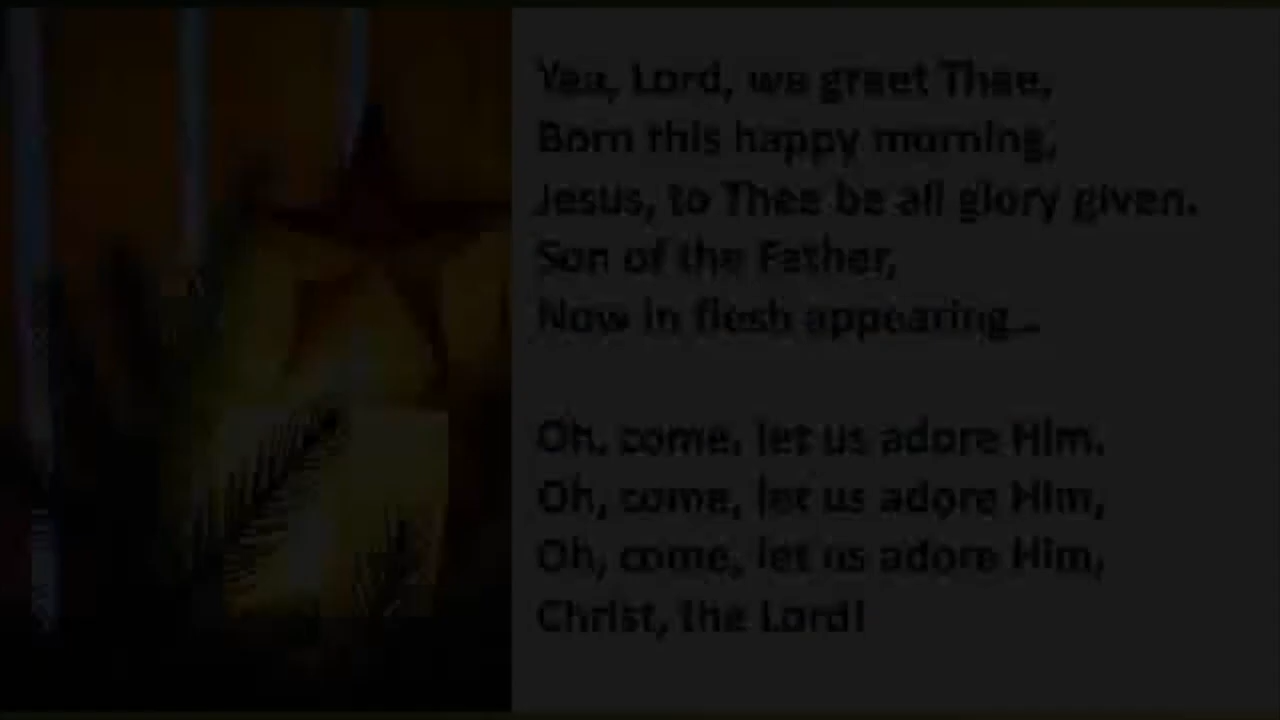 Yea, Lord, we greet Thee,
Born this happy morning,
Jesus, to Thee be all glory given.
Son of the Father,
Now in flesh appearing...
Oh, come, let us adore Him,
Oh, come, let us adore Him,
Oh, come, let us adore Him,
Christ, the Lord!